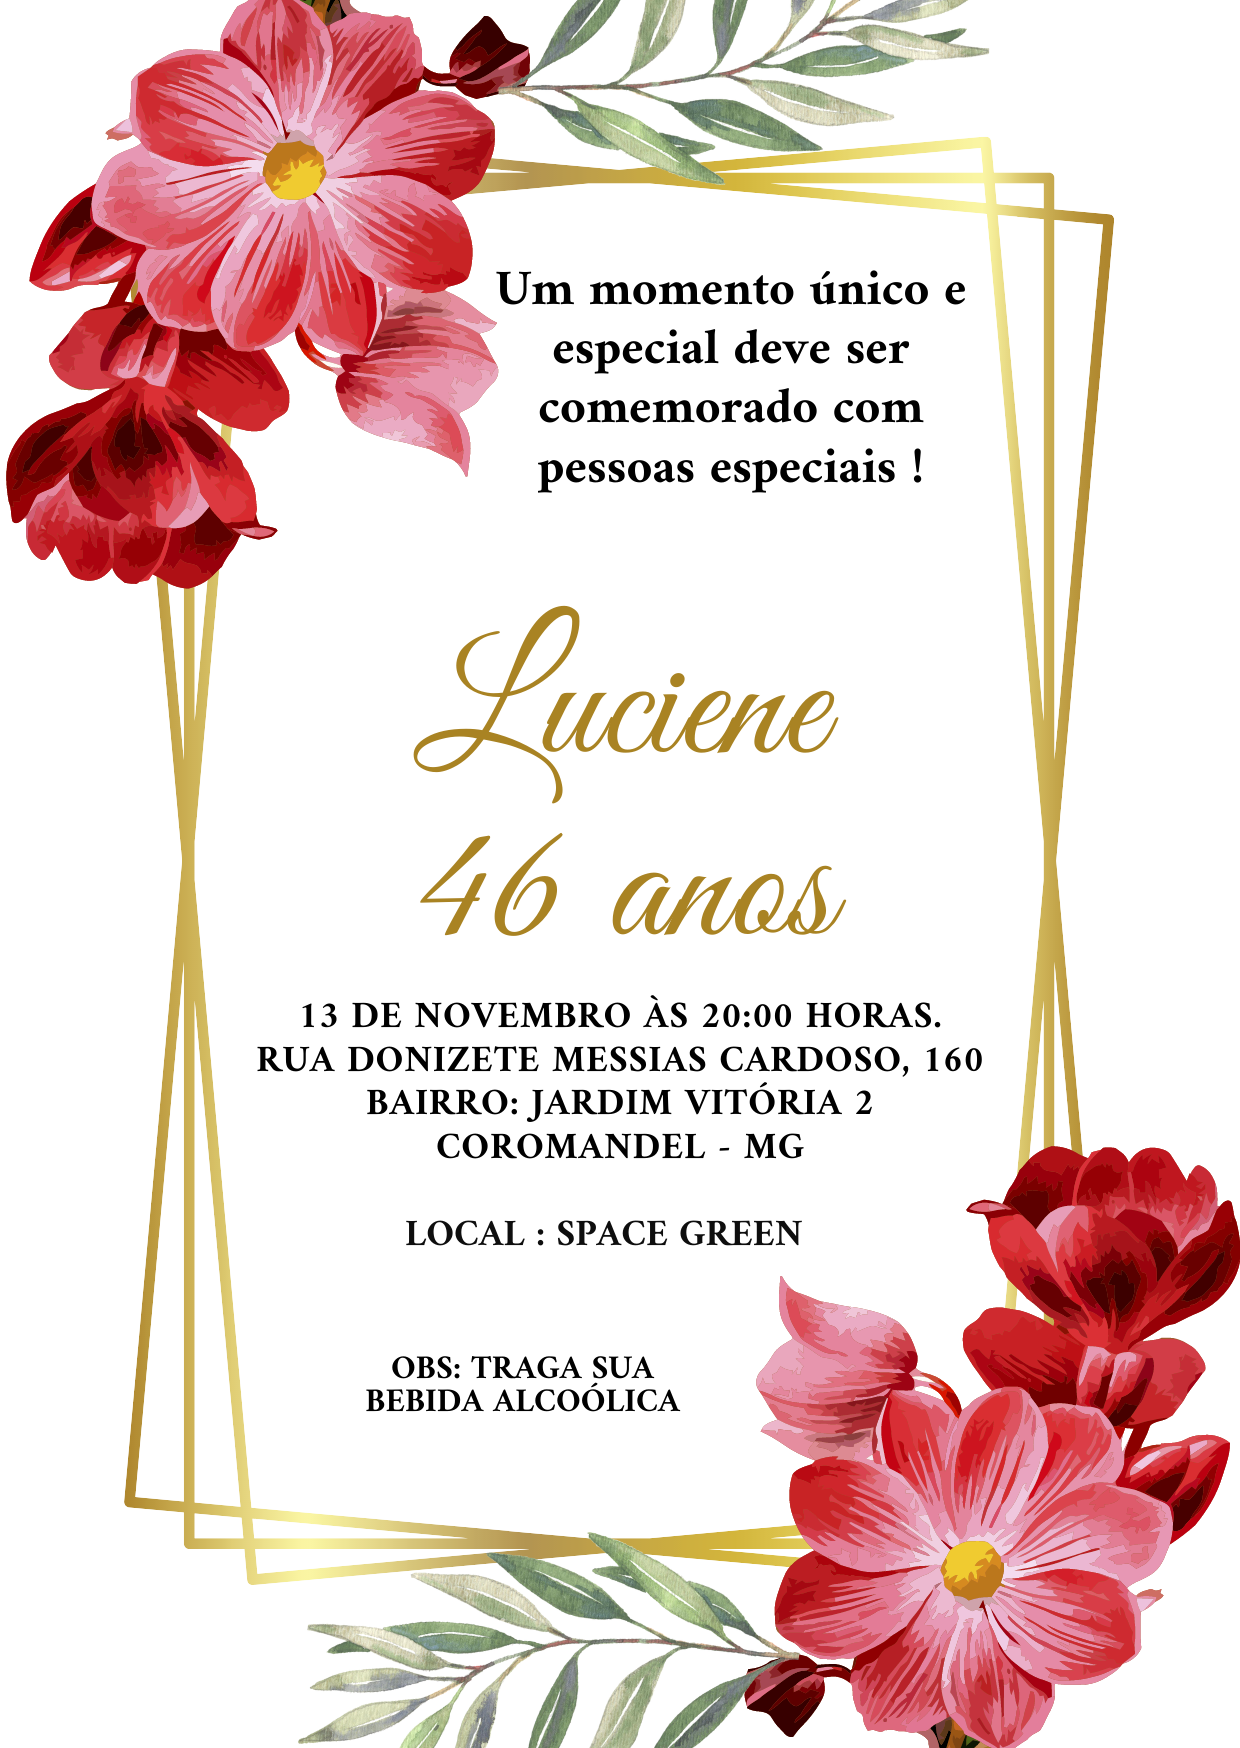 Um momento único e
especial deve ser
comemorado com
pessoas especiais !
Luciene
46 anos
13 DE NOVEMBRO ÀS 20:00 HORAS.
RUA DONIZETE MESSIAS CARDOSO, 160
BAIRRO: JARDIM VITÓRIA 2
COROMANDEL - MG
LOCAL : SPACE GREEN
OBS: TRAGA SUA
BEBIDA ALCOÓLICA